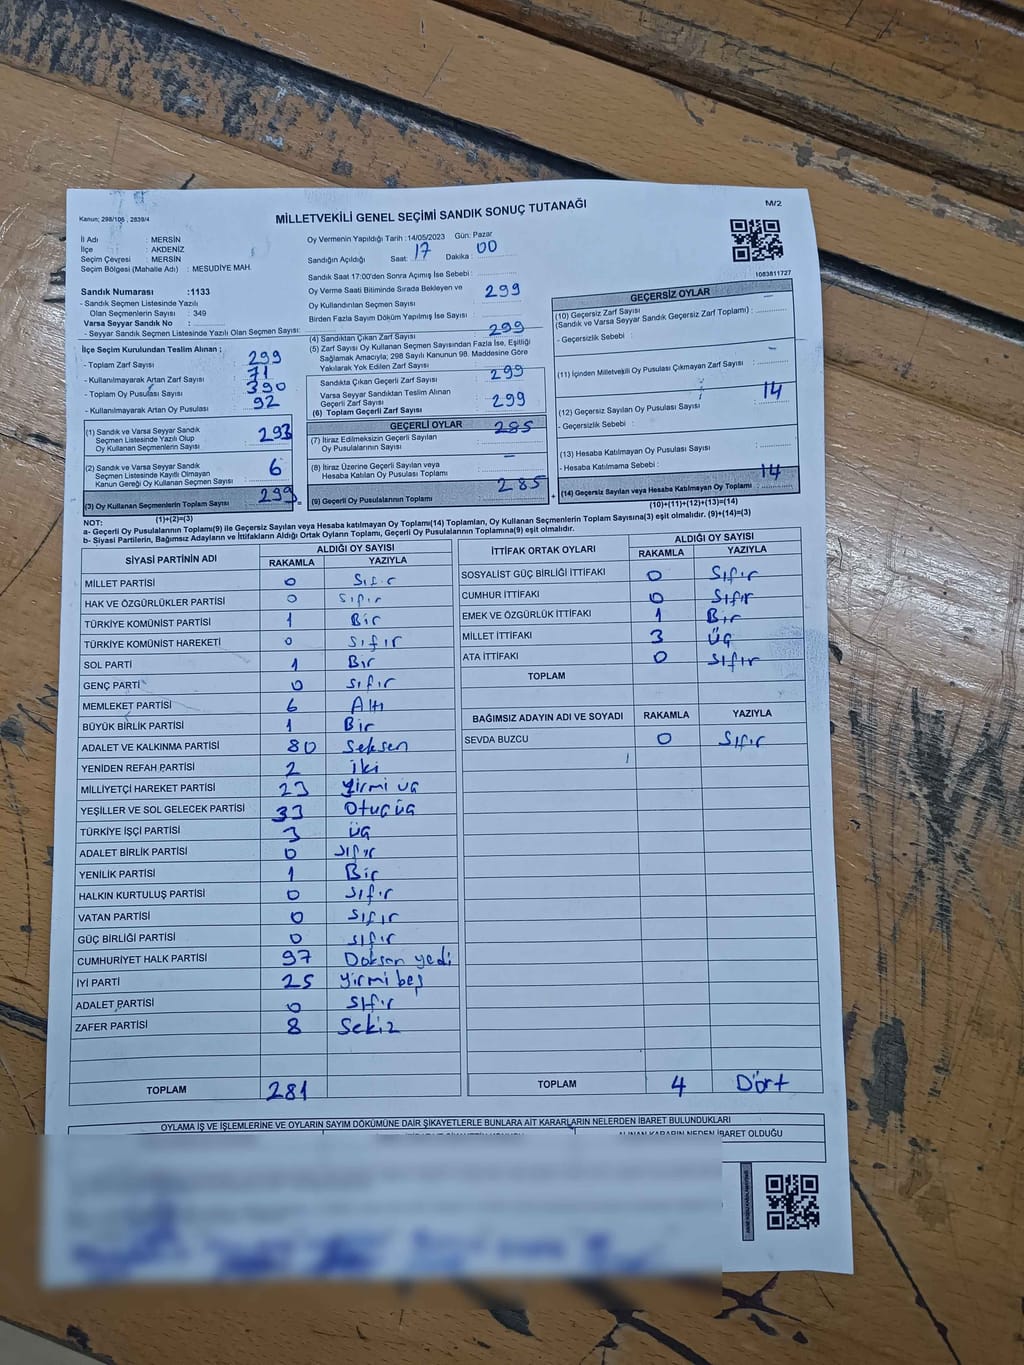 Kanun; 298/105 , 2839/4
MİLLETVEKİLİ GENEL SEÇİMİ SANDIK SONUÇ TUTANAĞI
M/2
İl Adı : MERSİN
İlçe : AKDENİZ
Seçim Çevresi : MERSİN
Seçim Bölgesi (Mahalle Adı) : MESUDİYE MAH.
Sandık Numarası :1133
- Sandık Seçmen Listesinde Yazılı
Olan Seçmenlerin Sayısı : 349
Varsa Seyyar Sandık No :
- Seyyar Sandık Seçmen Listesinde Yazılı Olan Seçmen Sayısı:
Oy Vermenin Yapıldığı Tarih :14/05/2023 Gün: Pazar
Sandığın Açıldığı Saat: 17 Dakika: 00
Sandık Saat 17:00'den Sonra Açımış İse Sebebi :
Oy Verme Saati Bitiminde Sırada Bekleyen ve
Oy Kullandırılan Seçmen Sayısı : 299
Birden Fazla Sayım Döküm Yapılmış İse Sayısı :
1083811727
İlçe Seçim Kurulundan Teslim Alınan ;
- Toplam Zarf Sayısı : 299
- Kullanılmayarak Artan Zarf Sayısı : 71
- Toplam Oy Pusulası Sayısı : 390
- Kullanılmayarak Artan Oy Pusulası : 92
(1) Sandık ve Varsa Seyyar Sandık
Seçmen Listesinde Yazılı Olup
Oy Kullanan Seçmenlerin Sayısı : 293
(2) Sandık ve Varsa Seyyar Sandık
Seçmen Listesinde Kayıtlı Olmayan
Kanun Gereği Oy Kullanan Seçmen Sayısı : 6
(3) Oy Kullanan Seçmenlerin Toplam Sayısı : 299
(1)+(2)=(3)
(4) Sandıktan Çıkan Zarf Sayısı : 299
(5) Zarf Sayısı Oy Kullanan Seçmen Sayısından Fazla İse, Eşitliği
Sağlamak Amacıyla; 298 Sayılı Kanunun 98. Maddesine Göre
Yakılarak Yok Edilen Zarf Sayısı :
Sandıkta Çıkan Geçerli Zarf Sayısı : 299
Varsa Seyyar Sandıktan Teslim Alınan
Geçerli Zarf Sayısı :
(6) Toplam Geçerli Zarf Sayısı : 299
GEÇERLİ OYLAR
(7) İtiraz Edilmeksizin Geçerli Sayılan
Oy Pusulalarının Sayısı : 285
(8) İtiraz Üzerine Geçerli Sayılan veya
Hesaba Katılan Oy Pusulası Toplamı : -
(9) Geçerli Oy Pusulalarının Toplamı : 285
GEÇERSİZ OYLAR
(10) Geçersiz Zarf Sayısı
(Sandık ve Varsa Seyyar Sandık Geçersiz Zarf Toplamı) : -
- Geçersizlik Sebebi :
(11) İçinden Milletvekili Oy Pusulası Çıkmayan Zarf Sayısı : -
(12) Geçersiz Sayılan Oy Pusulası Sayısı : 14
- Geçersizlik Sebebi :
(13) Hesaba Katılmayan Oy Pusulası Sayısı :
- Hesaba Katılmama Sebebi :
(14) Geçersiz Sayılan veya Hesaba Katılmayan Oy Toplamı : 14
(10)+(11)+(12)+(13)=(14)
NOT:
a- Geçerli Oy Pusulaları Toplamı(9) ile Geçersiz Sayılan veya Hesaba katılmayan Oy Toplamı(14) Toplamları, Oy Kullanan Seçmenlerin Toplam Sayısına(3) eşit olmalıdır. (9)+(14)=(3)
b- Siyasi Partilerin, Bağımsız Adayların ve İttifakların Aldığı Ortak Oyların Toplamı, Geçerli Oy Pusulalarının Toplamına(9) eşit olmalıdır.
SİYASİ PARTİNİN ADI ALDIĞI OY SAYISI
RAKAMLA YAZIYLA
MİLLET PARTİSİ 0 Sıfır
HAK VE ÖZGÜRLÜKLER PARTİSİ 0 Sıfır
TÜRKİYE KOMÜNİST PARTİSİ 1 Bir
TÜRKİYE KOMÜNİST HAREKETİ 0 sıfır
SOL PARTİ 1 Bir
GENÇ PARTİ 0 sıfır
MEMLEKET PARTİSİ 6 Altı
BÜYÜK BİRLİK PARTİSİ 1 Bir
ADALET VE KALKINMA PARTİSİ 80 Seksen
YENİDEN REFAH PARTİSİ 2 iki
MİLLİYETÇİ HAREKET PARTİSİ 23 yirmi üç
YEŞİLLER VE SOL GELECEK PARTİSİ 33 Otuç üç
TÜRKİYE İŞÇİ PARTİSİ 3 üç
ADALET BİRLİK PARTİSİ 0 sıfır
YENİLİK PARTİSİ 1 Bir
HALKIN KURTULUŞ PARTİSİ 0 sıfır
VATAN PARTİSİ 0 sıfır
GÜÇ BİRLİĞİ PARTİSİ 0 sıfır
CUMHURİYET HALK PARTİSİ 97 Doksan yedi
İYİ PARTİ 25 yirmi beş
ADALET PARTİSİ 0 sıfır
ZAFER PARTİSİ 8 Sekiz
TOPLAM 281
İTTİFAK ORTAK OYLARI ALDIĞI OY SAYISI
RAKAMLA YAZIYLA
SOSYALİST GÜÇ BİRLİĞİ İTTİFAKI 0 Sıfır
CUMHUR İTTİFAKI 0 Sıfır
EMEK VE ÖZGÜRLÜK İTTİFAKI 1 Bir
MİLLET İTTİFAKI 3 üç
ATA İTTİFAKI 0 sıfır
TOPLAM
BAĞIMSIZ ADAYIN ADI VE SOYADI RAKAMLA YAZIYLA
SEVDA BUZCU 0 Sıfır
TOPLAM 4 Dört
OYLAMA İŞ VE İŞLEMLERİNE VE OYLARIN SAYIM DÖKÜMÜNE DAİR ŞİKAYETLERLE BUNLARA AİT KARARLARIN NELERDEN İBARET BULUNDUKLARI
ALINAN KARARIN NEDEN İBARET OLDUĞU